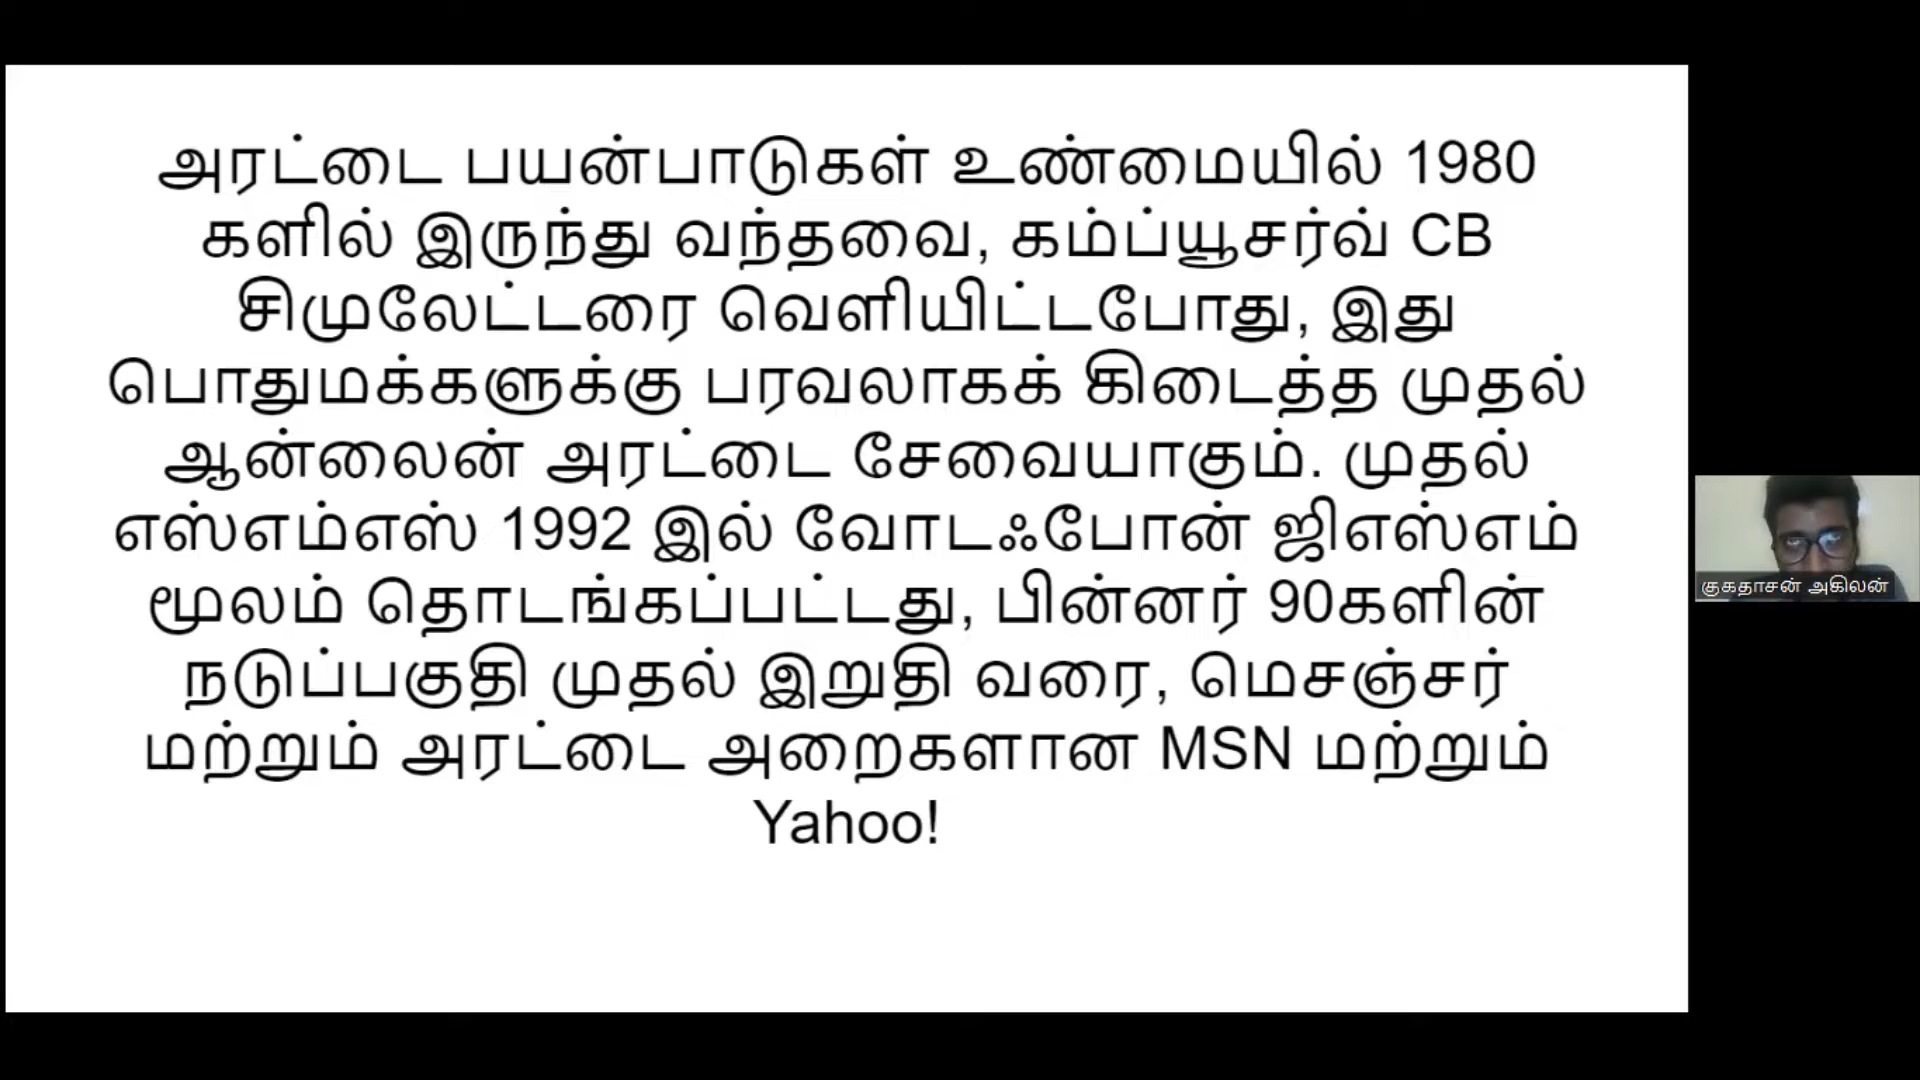 அரட்டை பயன்பாடுகள் உண்மையில் 1980
களில் இருந்து வந்தவை, கம்ப்யூசர்வ் CB
சிமுலேட்டரை வெளியிட்டபோது, இது
பொதுமக்களுக்கு பரவலாகக் கிடைத்த முதல்
ஆன்லைன் அரட்டை சேவையாகும். முதல்
எஸ்எம்எஸ் 1992 இல் வோடஃபோன் ஜிஎஸ்எம்
மூலம் தொடங்கப்பட்டது, பின்னர் 90களின்
நடுப்பகுதி முதல் இறுதி வரை, மெசஞ்சர்
மற்றும் அரட்டை அறைகளான MSN மற்றும்
Yahoo!
குகதாசன் அகிலன்